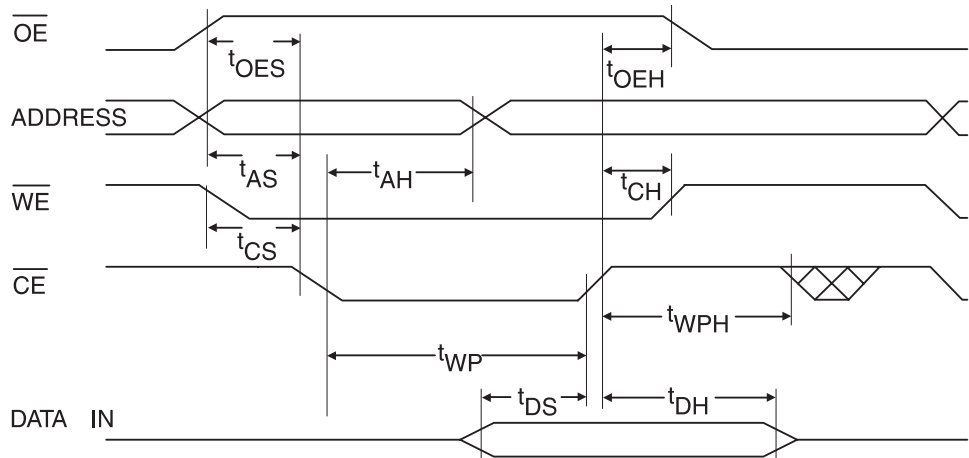 OE
tOES
tOEH
ADDRESS
tAS
tAH
tCH
WE
tCS
CE
tWPH
tWP
tDS
tDH
DATA IN